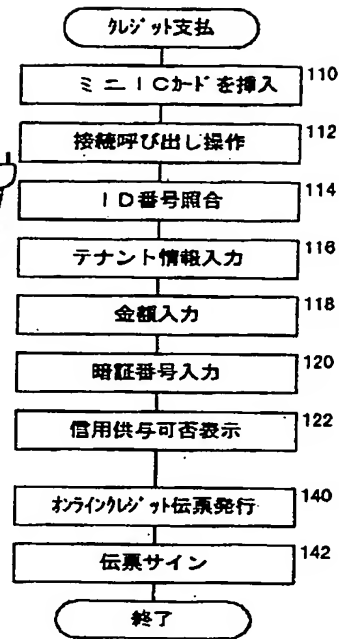 クレジット支払
ミニICカードを挿入
110
接続呼び出し操作
112
ID番号照合
114
テナント情報入力
116
金額入力
118
暗証番号入力
120
信用供与可否表示
122
オンラインクレジット伝票発行
140
伝票サイン
142
終了